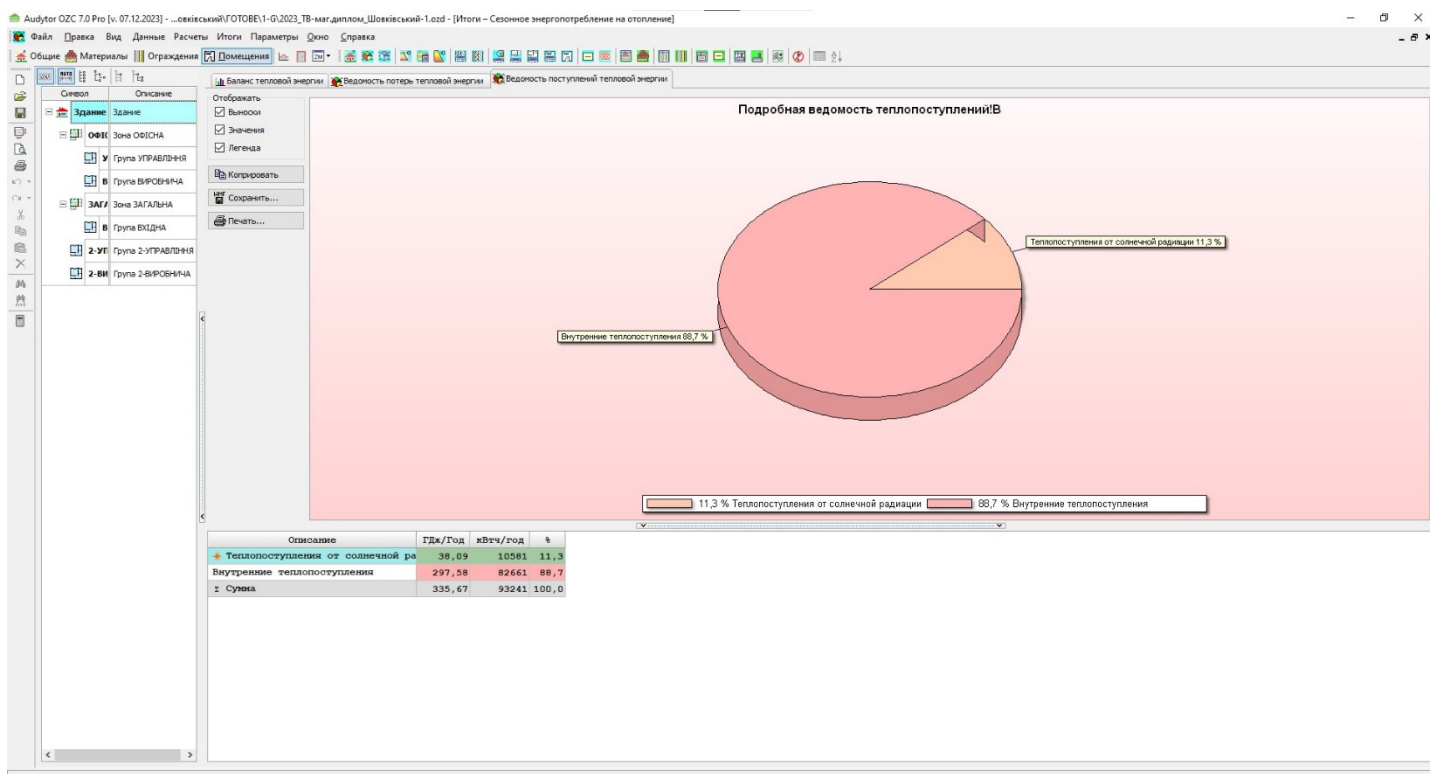 Audytor OZC 7.0 Pro [v. 07.12.2023] - ...овківський\ГОТОВЕ\1-G\2023_ТВ-маг.диплом_Шовківський-1.ozd - [Итоги – Сезонное энергопотребление на отопление]
Файл Правка Вид Данные Расчеты Итоги Параметры Окно Справка
Общие Материалы Ограждения Помещения
Символ Описание
Здание Здание
ОФІС Зона ОФІСНА
У Група УПРАВЛІННЯ
В Група ВИРОБНИЧА
ЗАГА Зона ЗАГАЛЬНА
В Група ВХІДНА
2-УП Група 2-УПРАВЛІННЯ
2-ВИ Група 2-ВИРОБНИЧА
Баланс тепловой энергии Ведомость потерь тепловой энергии Ведомость поступлений тепловой энергии
Отображать
Выноски
Значения
Легенда
Копировать
Сохранить...
Печать...
Подробная ведомость теплопоступлений!В
Теплопоступления от солнечной радиации 11,3 %
Внутренние теплопоступления 88,7 %
11,3 % Теплопоступления от солнечной радиации 88,7 % Внутренние теплопоступления
Описание ГДж/Год кВтч/год %
Теплопоступления от солнечной ра 38,09 10581 11,3
Внутренние теплопоступления 297,58 82661 88,7
Σ Сумма 335,67 93241 100,0